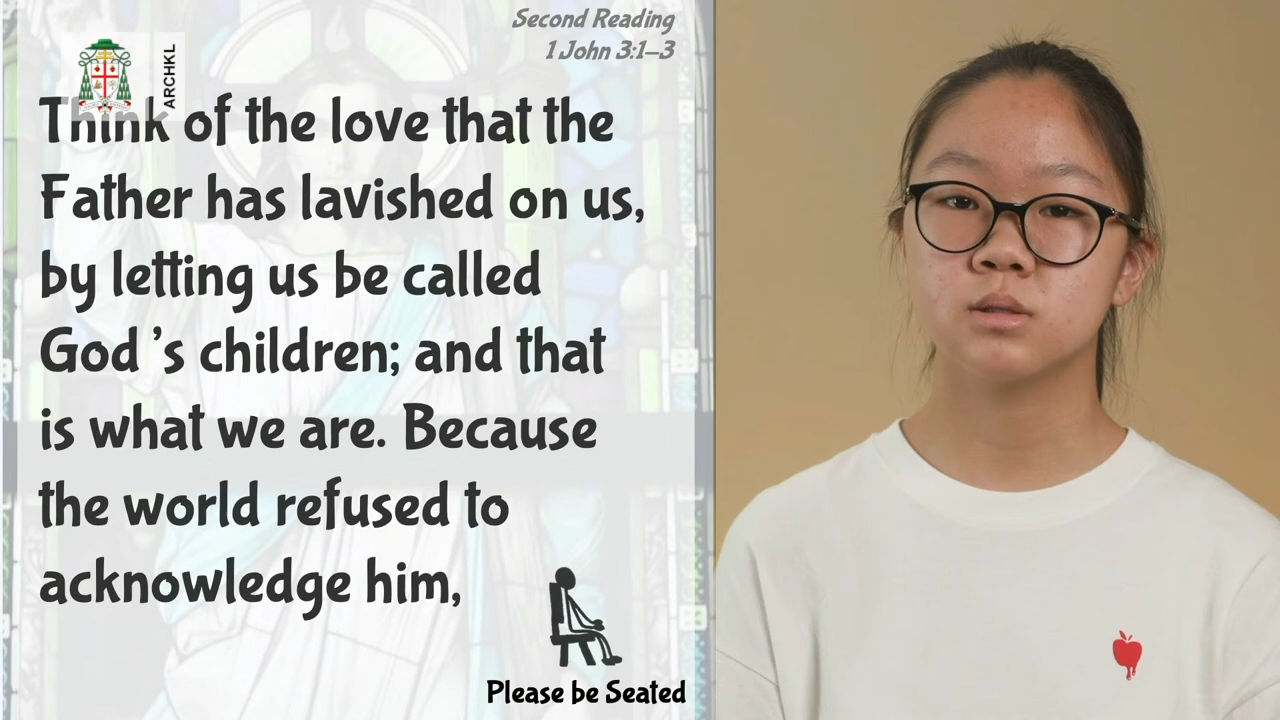 Second Reading
1 John 3:1–3
ARCHKL
Think of the love that the
Father has lavished on us,
by letting us be called
God 's children; and that
is what we are. Because
the world refused to
acknowledge him,
Please be Seated